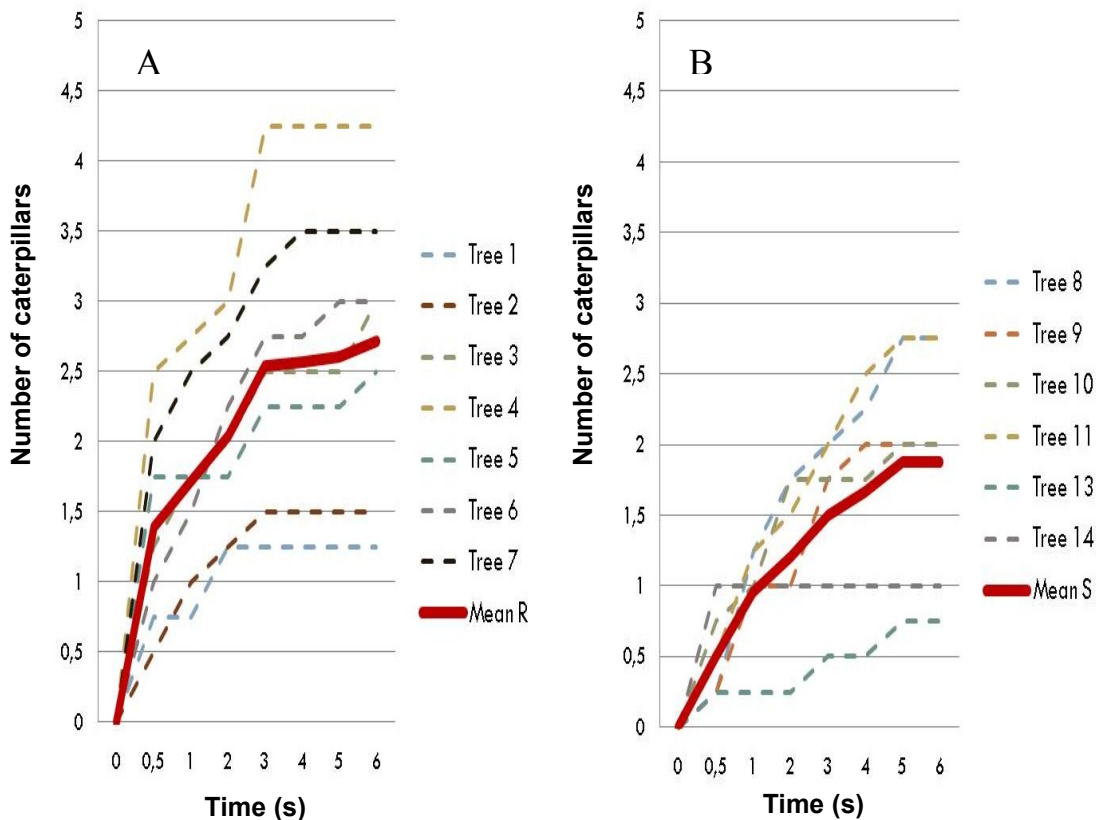 A
Number of caterpillars
5
4,5
4
3,5
3
2,5
2
1,5
1
0,5
0
0 0,5 1 2 3 4 5 6
Time (s)
Tree 1
Tree 2
Tree 3
Tree 4
Tree 5
Tree 6
Tree 7
Mean R
B
Number of caterpillars
5
4,5
4
3,5
3
2,5
2
1,5
1
0,5
0
0 0,5 1 2 3 4 5 6
Time (s)
Tree 8
Tree 9
Tree 10
Tree 11
Tree 13
Tree 14
Mean S